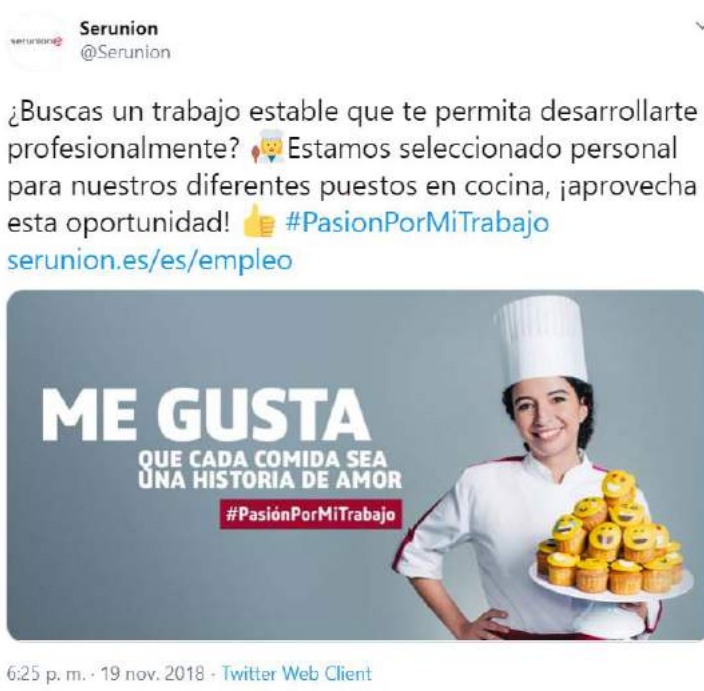 serunion
Serunion
@Serunion
¿Buscas un trabajo estable que te permita desarrollarte
profesionalmente? Estamos seleccionado personal
para nuestros diferentes puestos en cocina, ¡aprovecha
esta oportunidad! #PasionPorMiTrabajo
serunion.es/es/empleo
ME GUSTA
QUE CADA COMIDA SEA
UNA HISTORIA DE AMOR
#PasiónPorMiTrabajo
6:25 p. m. · 19 nov. 2018 · Twitter Web Client